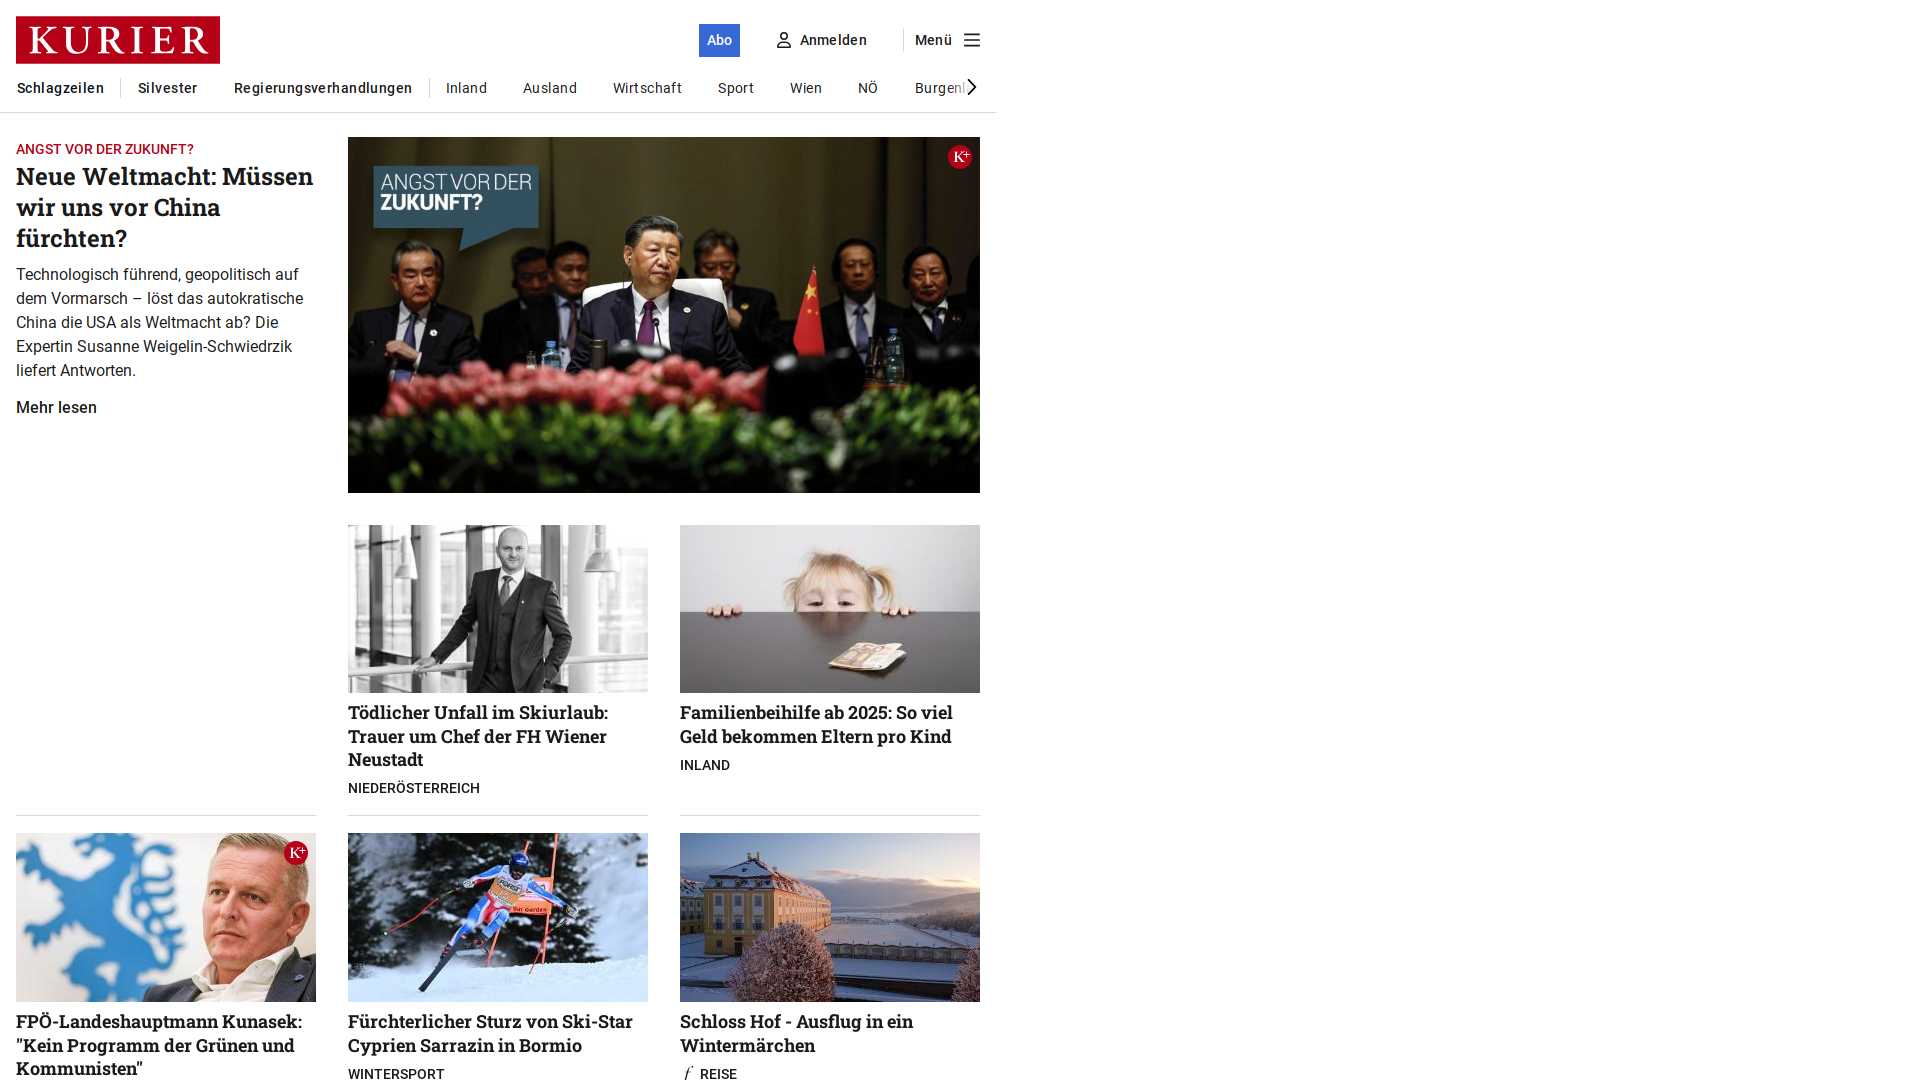 KURIER
Abo
Anmelden
Menü
Schlagzeilen
Silvester
Regierungsverhandlungen
Inland
Ausland
Wirtschaft
Sport
Wien
NÖ
ANGST VOR DER ZUKUNFT?
Neue Weltmacht: Müssen
wir uns vor China
fürchten?
Technologisch führend, geopolitisch auf
dem Vormarsch – löst das autokratische
China die USA als Weltmacht ab? Die
Expertin Susanne Weigelin-Schwiedrzik
liefert Antworten.
Mehr lesen
ANGST VOR DER
ZUKUNFT?
K+
Tödlicher Unfall im Skiurlaub:
Trauer um Chef der FH Wiener
Neustadt
NIEDERÖSTERREICH
Familienbeihilfe ab 2025: So viel
Geld bekommen Eltern pro Kind
INLAND
K+
FPÖ-Landeshauptmann Kunasek:
"Kein Programm der Grünen und
Kommunisten"
Fürchterlicher Sturz von Ski-Star
Cyprien Sarrazin in Bormio
WINTERSPORT
Schloss Hof - Ausflug in ein
Wintermärchen
f REISE